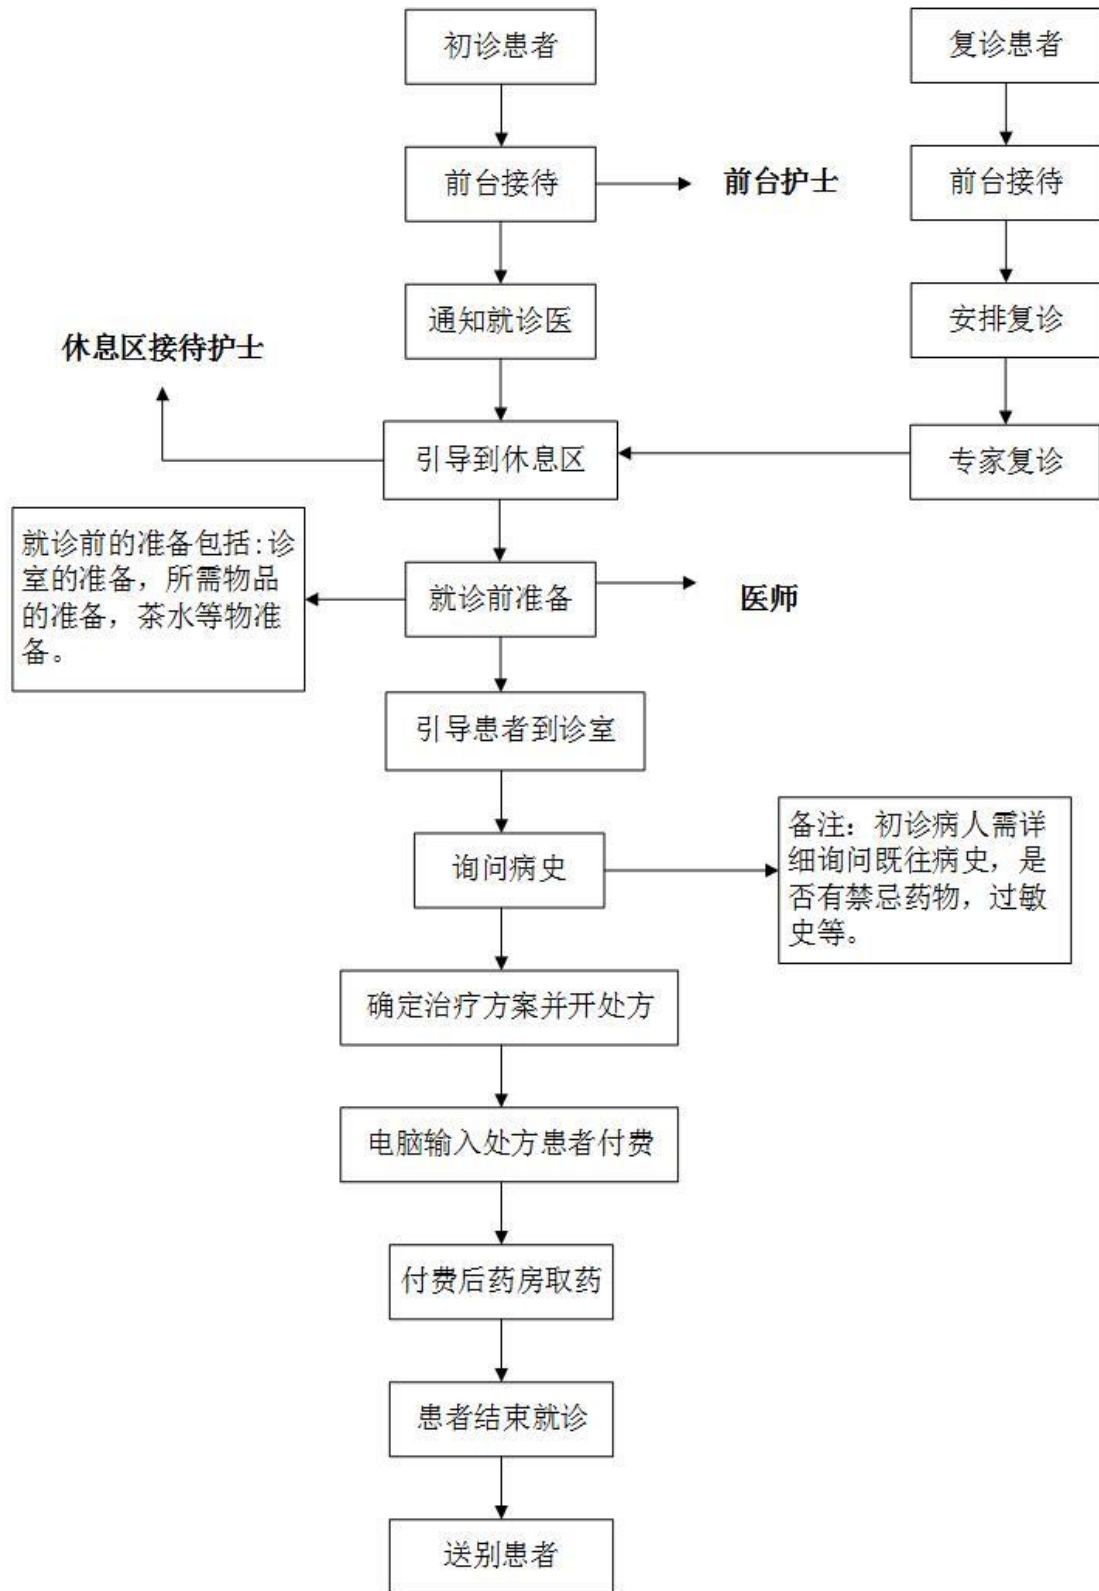 初诊患者
复诊患者
前台接待
前台护士
前台接待
通知就诊医
安排复诊
休息区接待护士
引导到休息区
专家复诊
就诊前的准备包括:诊
室的准备，所需物品
的准备，茶水等物准
备。
就诊前准备
医师
引导患者到诊室
询问病史
备注：初诊病人需详
细询问既往病史，是
否有禁忌药物，过敏
史等。
确定治疗方案并开处方
电脑输入处方患者付费
付费后药房取药
患者结束就诊
送别患者